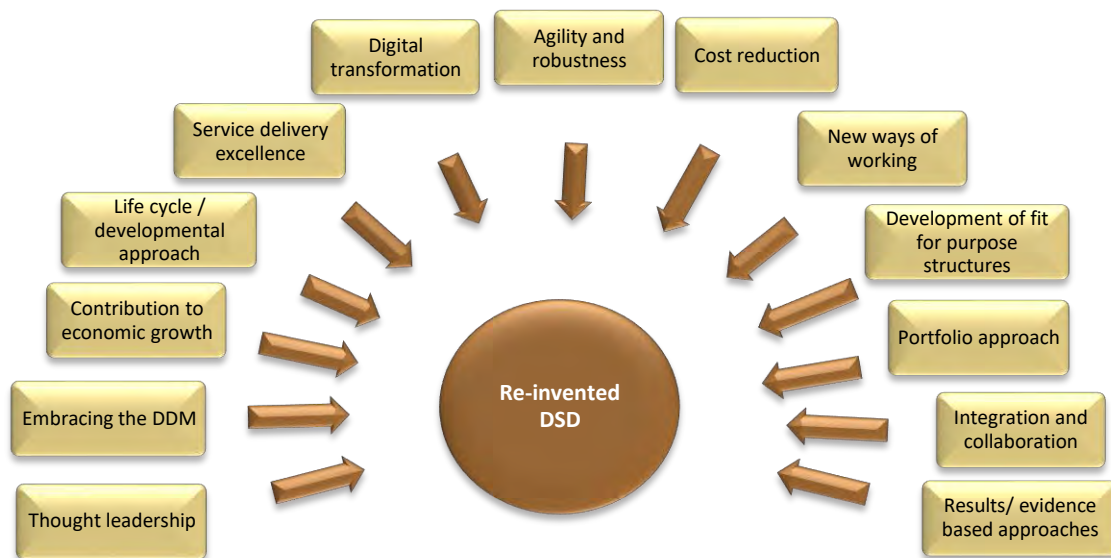 Digital
transformation
Agility and
robustness
Cost reduction
Service delivery
excellence
New ways of
working
Life cycle /
developmental
approach
Development of fit
for purpose
structures
Contribution to
economic growth
Portfolio approach
Re-invented
DSD
Embracing the DDM
Integration and
collaboration
Thought leadership
Results/ evidence
based approaches